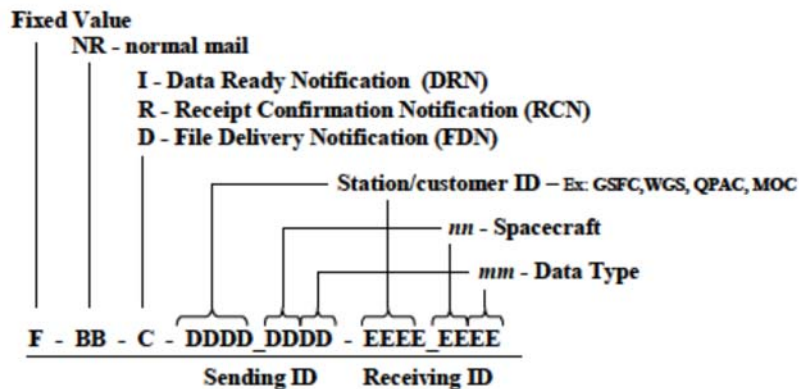 Fixed Value
NR - normal mail
I - Data Ready Notification (DRN)
R - Receipt Confirmation Notification (RCN)
D - File Delivery Notification (FDN)
Station/customer ID – Ex: GSFC,WGS, QPAC, MOC
nn - Spacecraft
mm - Data Type
F - BB - C - DDDD_DDDD - EEEE_EEEE
Sending ID Receiving ID